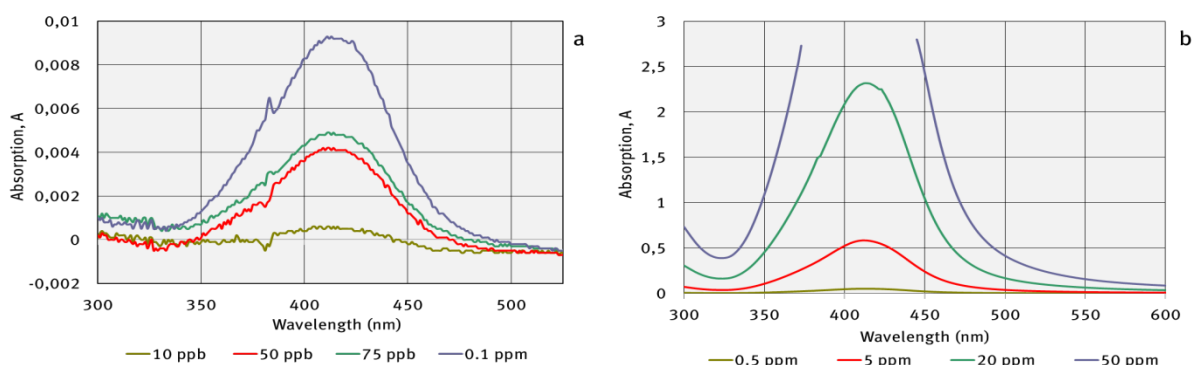 0,01
0,008
0,006
0,004
0,002
0
-0,002
Absorption, A
300 350 400 450 500
Wavelength (nm)
10 ppb 50 ppb 75 ppb 0.1 ppm
a
3
2,5
2
1,5
1
0,5
0
Absorption, A
300 350 400 450 500 550 600
Wavelength (nm)
0.5 ppm 5 ppm 20 ppm 50 ppm
b